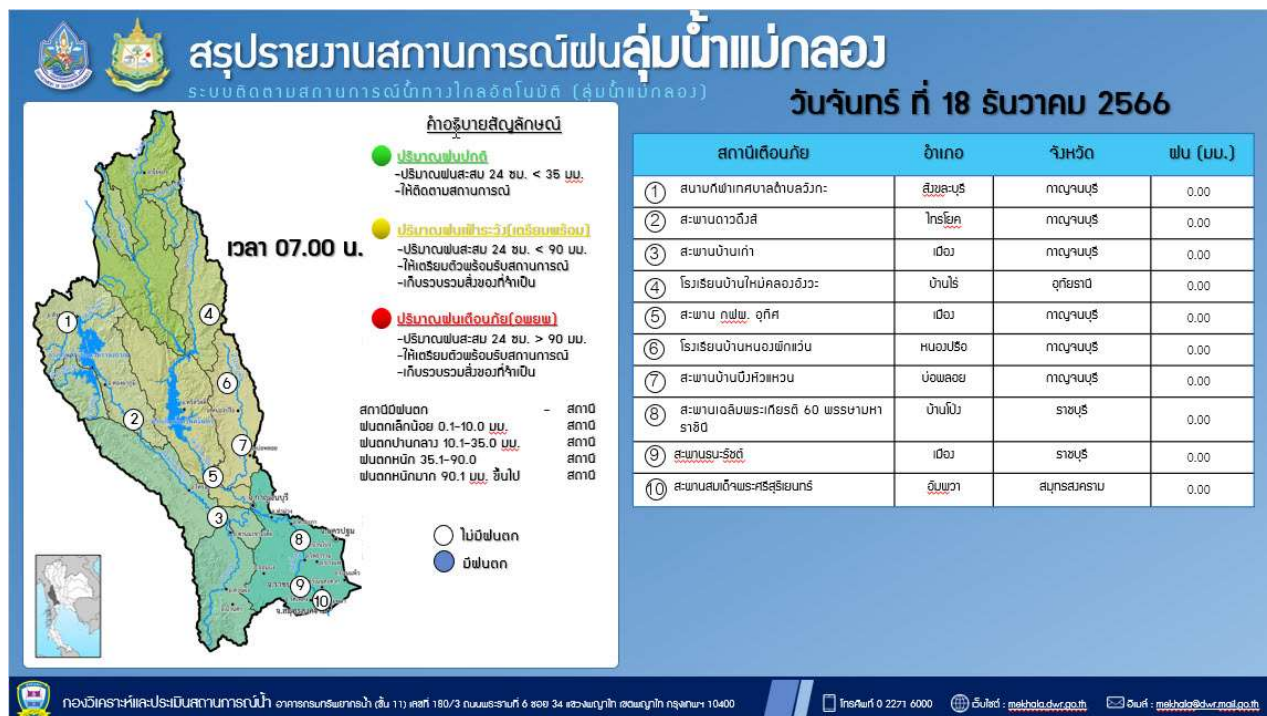 สรุปรายงานสถานการณ์ฝนลุ่มน้ำแม่กลอง
ระบบติดตามสถานการณ์น้ำทางไกลอัตโนมัติ (ลุ่มน้ำแม่กลอง)
วันจันทร์ ที่ 18 ธันวาคม 2566
คำอธิบายสัญลักษณ์
ปริมาณฝนปกติ
-ปริมาณฝนสะสม 24 ชม. < 35 มม.
-ให้ติดตามสถานการณ์
ปริมาณฝนเฝ้าระวัง(เตรียมพร้อม)
-ปริมาณฝนสะสม 24 ชม. < 90 มม.
-ให้เตรียมตัวพร้อมรับสถานการณ์
-เก็บรวบรวมสิ่งของที่จำเป็น
ปริมาณฝนเตือนภัย(อพยพ)
-ปริมาณฝนสะสม 24 ชม. > 90 มม.
-ให้เตรียมตัวพร้อมรับสถานการณ์
-เก็บรวบรวมสิ่งของที่จำเป็น
เวลา 07.00 น.
สถานีมีฝนตก - สถานี
ฝนตกเล็กน้อย 0.1-10.0 มม. สถานี
ฝนตกปานกลาง 10.1-35.0 มม. สถานี
ฝนตกหนัก 35.1-90.0 สถานี
ฝนตกหนักมาก 90.1 มม. ขึ้นไป สถานี
ไม่มีฝนตก
มีฝนตก
1
2
3
4
5
6
7
8
9
10
สถานีเตือนภัย อำเภอ จังหวัด ฝน (มม.)
1 สนามกีฬาเทศบาลตำบลวังกะ สังขละบุรี กาญจนบุรี 0.00
2 สะพานดาวดึงส์ ไทรโยค กาญจนบุรี 0.00
3 สะพานบ้านเก่า เมือง กาญจนบุรี 0.00
4 โรงเรียนบ้านใหม่คลองอังวะ บ้านไร่ อุทัยธานี 0.00
5 สะพาน กฟผ. อุทิศ เมือง กาญจนบุรี 0.00
6 โรงเรียนบ้านหนองผักแว่น หนองปรือ กาญจนบุรี 0.00
7 สะพานบ้านบึงหัวแหวน บ่อพลอย กาญจนบุรี 0.00
8 สะพานเฉลิมพระเกียรติ 60 พรรษามหา บ้านโป่ง ราชบุรี 0.00
ราชินี
9 สะพานธนะรัชต์ เมือง ราชบุรี 0.00
10 สะพานสมเด็จพระศรีสุริเยนทร์ อัมพวา สมุทรสงคราม 0.00
กองวิเคราะห์และประเมินสถานการณ์น้ำ อาคารกรมทรัพยากรน้ำ (ชั้น 11) เลขที่ 180/3 ถนนพระรามที่ 6 ซอย 34 แขวงพญาไท เขตพญาไท กรุงเทพฯ 10400
โทรศัพท์ 0 2271 6000
เว็บไซต์ : mekhala.dwr.go.th
อีเมล์ : mekhala@dwr.mail.go.th